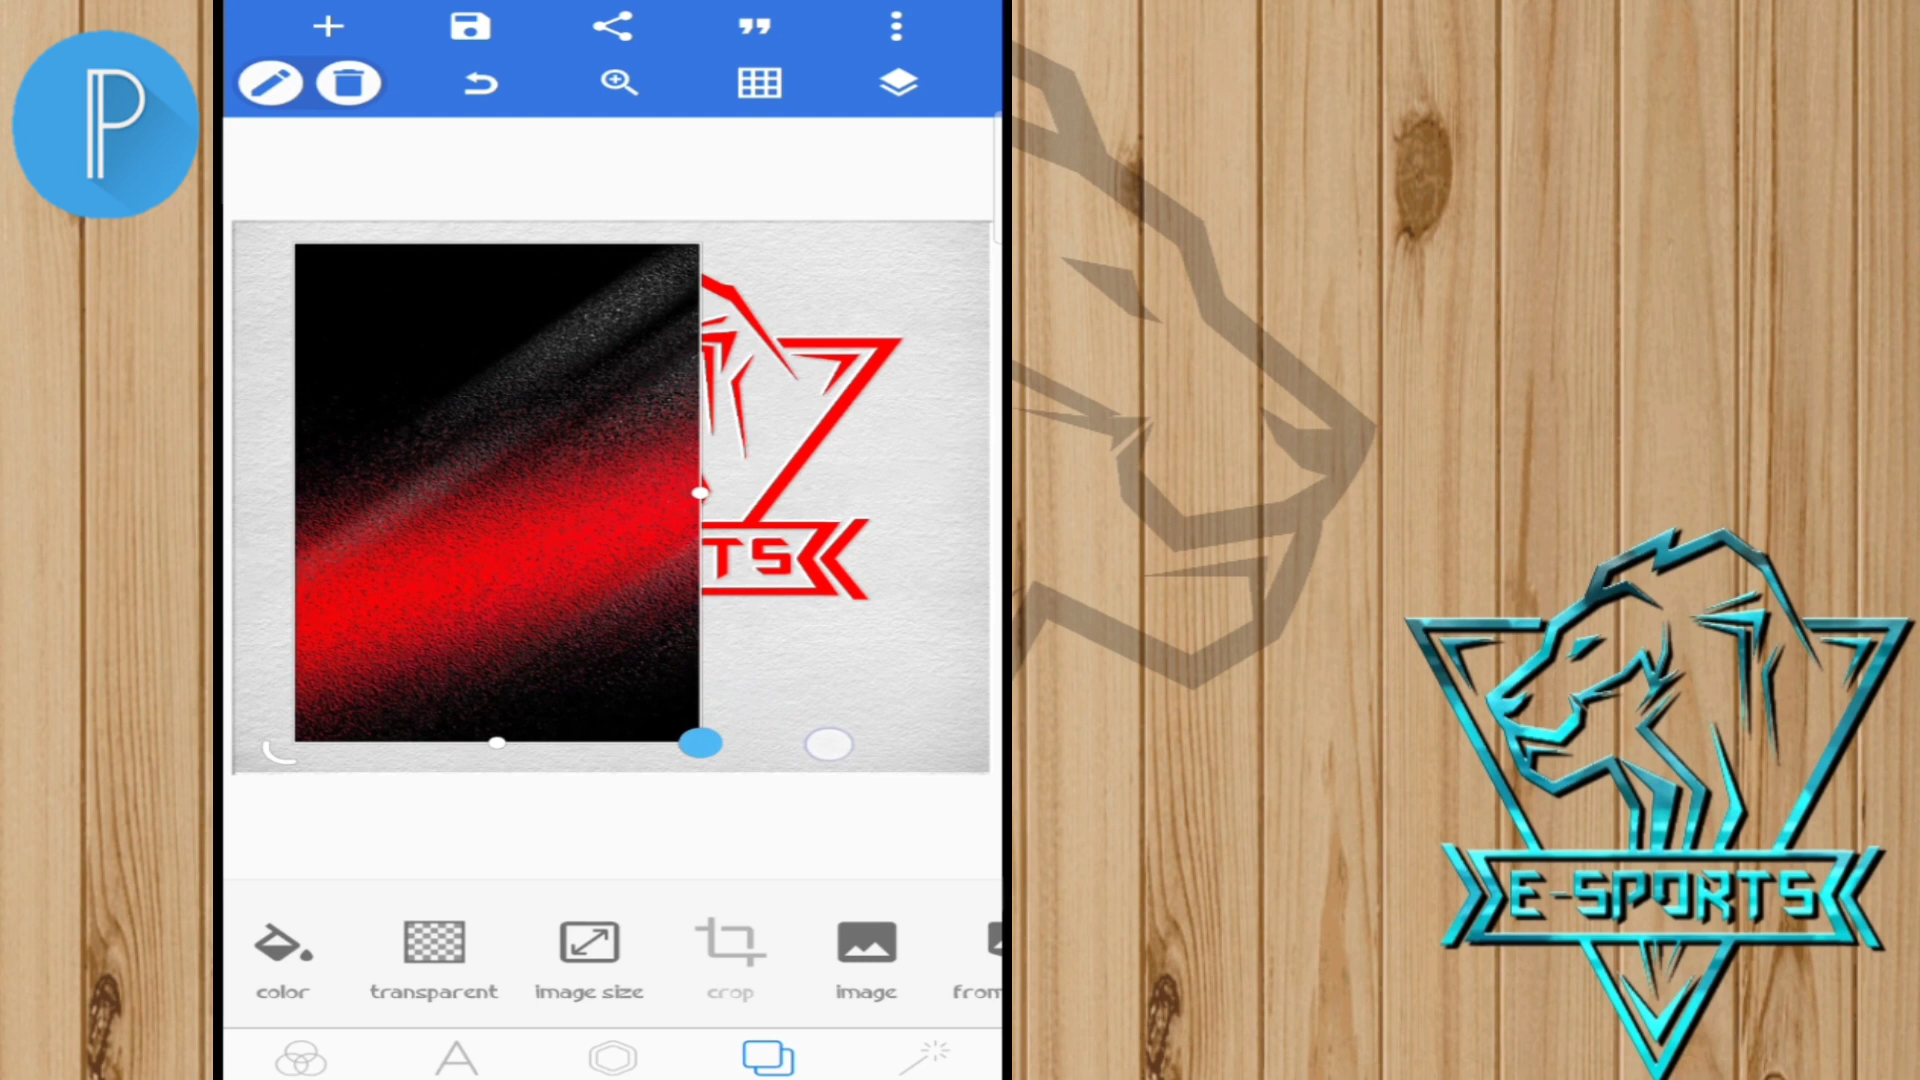 P
TS
color
transparent
image size
crop
image
from
E-SPORTS